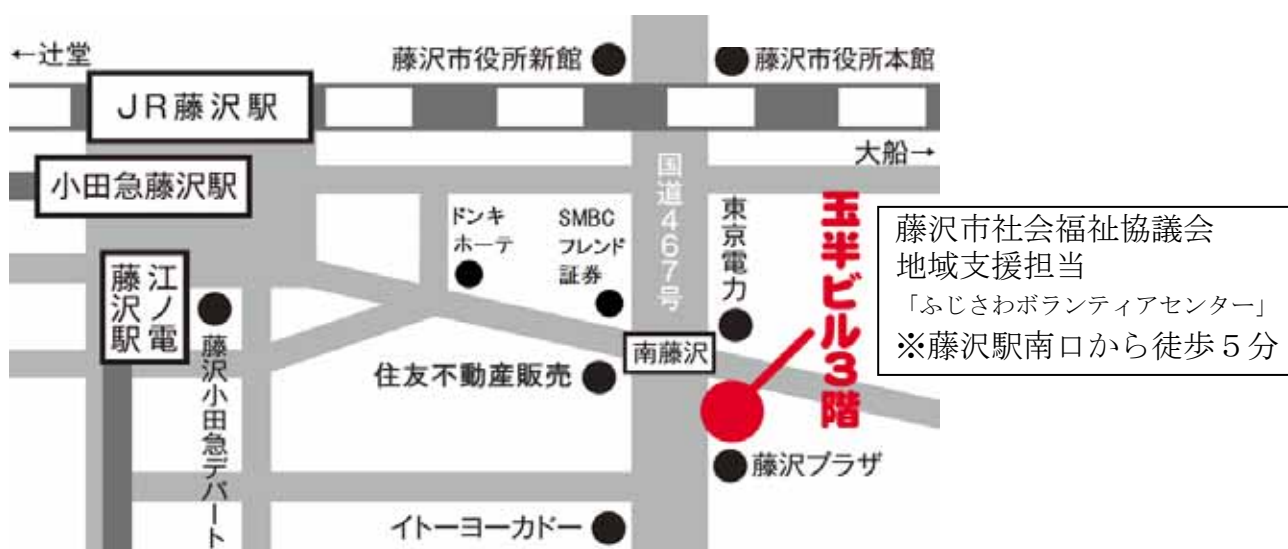 ←辻堂
藤沢市役所新館
藤沢市役所本館
JR藤沢駅
大船→
小田急藤沢駅
国道467号
ドンキ
ホーテ
SMBC
フレンド
証券
東京電力
玉半ビル3階
藤沢市社会福祉協議会
地域支援担当
「ふじさわボランティアセンター」
※藤沢駅南口から徒歩5分
江ノ電
藤沢駅
藤沢小田急デパート
南藤沢
住友不動産販売
藤沢プラザ
イトーヨーカドー